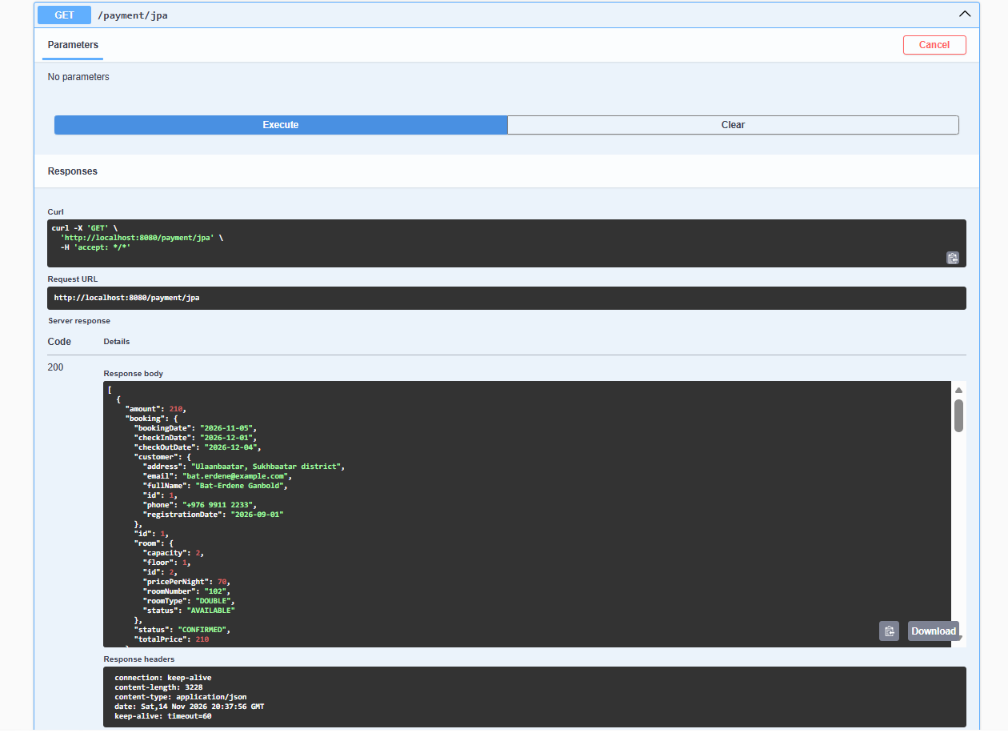 GET /payment/jpa
Parameters
Cancel
No parameters
Execute
Clear
Responses
Curl
curl -X 'GET' \
'http://localhost:8080/payment/jpa' \
-H 'accept: */*'
Request URL
http://localhost:8080/payment/jpa
Server response
Code Details
200
Response body
[
{
"amount": 210,
"booking": {
"bookingDate": "2026-11-05",
"checkInDate": "2026-12-01",
"checkOutDate": "2026-12-04",
"customer": {
"address": "Ulaanbaatar, Sukhbaatar district",
"email": "bat.erdene@example.com",
"fullName": "Bat-Erdene Ganbold",
"id": 1,
"phone": "+976 9911 2233",
"registrationDate": "2026-09-01"
},
"id": 1,
"room": {
"capacity": 2,
"floor": 1,
"id": 2,
"pricePerNight": 70,
"roomNumber": "102",
"roomType": "DOUBLE",
"status": "AVAILABLE"
},
"status": "CONFIRMED",
"totalPrice": 210
Download
Response headers
connection: keep-alive
content-length: 3228
content-type: application/json
date: Sat,14 Nov 2026 20:37:56 GMT
keep-alive: timeout=60